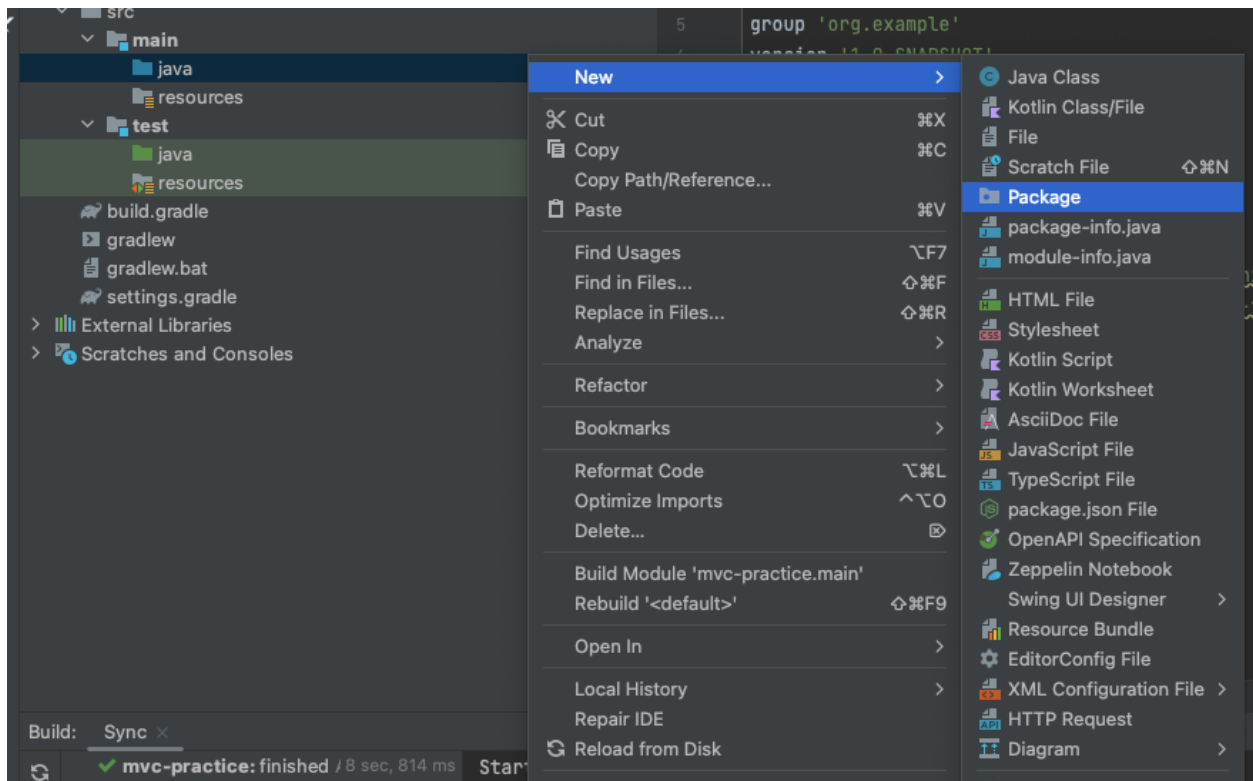 src
main
java
resources
test
java
resources
build.gradle
gradlew
gradlew.bat
settings.gradle
External Libraries
Scratches and Consoles
5 group 'org.example'
version '1.0-SNAPSHOT'
New
Cut ⌘X
Copy ⌘C
Copy Path/Reference...
Paste ⌘V
Find Usages ⌥F7
Find in Files... ⇧⌘F
Replace in Files... ⇧⌘R
Analyze
Refactor
Bookmarks
Reformat Code ⌥⌘L
Optimize Imports ^⌥O
Delete... ⌦
Build Module 'mvc-practice.main'
Rebuild '<default>' ⇧⌘F9
Open In
Local History
Repair IDE
Reload from Disk
Java Class
Kotlin Class/File
File
Scratch File ⇧⌘N
Package
package-info.java
module-info.java
HTML File
Stylesheet
Kotlin Script
Kotlin Worksheet
AsciiDoc File
JavaScript File
TypeScript File
package.json File
OpenAPI Specification
Zeppelin Notebook
Swing UI Designer
Resource Bundle
EditorConfig File
XML Configuration File
HTTP Request
Diagram
Build: Sync ×
mvc-practice: finished 8 sec, 814 ms
Star